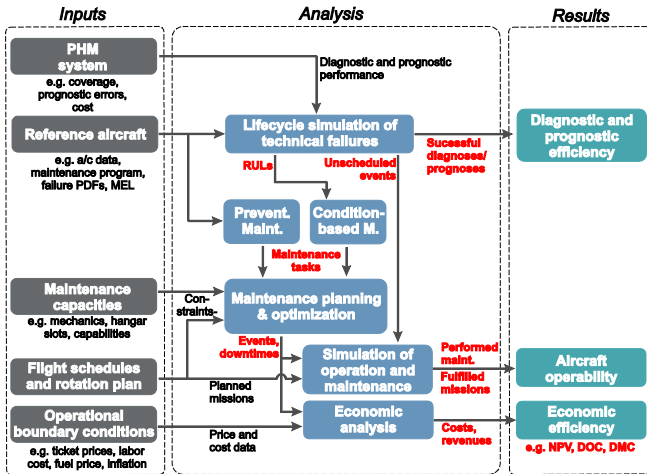 Inputs
Analysis
Results
PHM
system
e.g. coverage,
prognostic errors,
cost
Diagnostic and prognostic
performance
Reference aircraft
e.g. a/c data,
maintenance program,
failure PDFs, MEL
Lifecycle simulation of
technical failures
Sucessful
diagnoses/
prognoses
Diagnostic and
prognostic
efficiency
RULs
Unscheduled
events
Prevent.
Maint.
Condition-
based M.
Maintenance
tasks
Maintenance
capacities
e.g. mechanics, hangar
slots, capabilities
Con-
straints-
Maintenance planning
& optimization
Events,
downtimes
Flight schedules
and rotation plan
Planned
missions
Simulation of
operation and
maintenance
Performed
maint.
Fulfilled
missions
Aircraft
operability
Operational
boundary conditions
e.g. ticket prices, labor
cost, fuel price, inflation
Price and
cost data
Economic
analysis
Costs,
revenues
Economic
efficiency
e.g. NPV, DOC, DMC